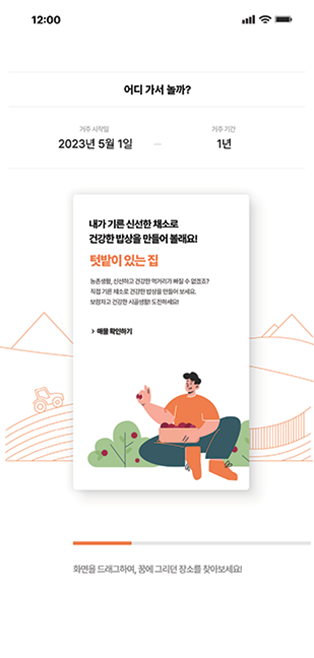 12:00
어디 가서 놀까?
거주 시작일
거주 기간
2023년 5월 1일 — 1년
내가 기른 신선한 채소로
건강한 밥상을 만들어 볼래요!
텃밭이 있는 집
농촌생활, 신선하고 건강한 먹거리가 빠질 수 없겠죠?
직접 기른 채소로 건강한 밥상을 만들어 보세요.
보람차고 건강한 시골생활! 도전하세요!
> 매물 확인하기
화면을 드래그하여, 꿈에 그리던 장소를 찾아보세요!